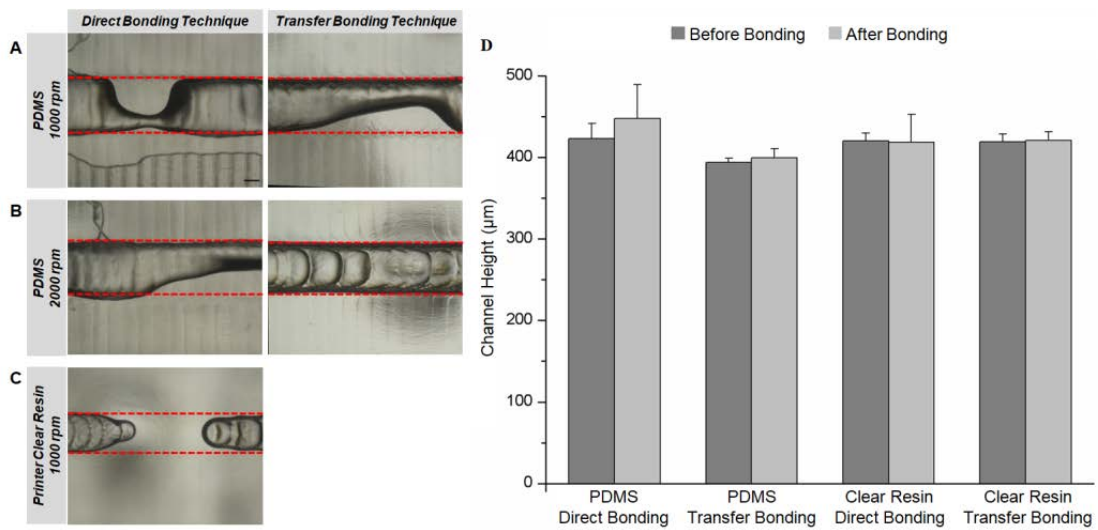 Direct Bonding Technique
Transfer Bonding Technique
A
PDMS
1000 rpm
B
PDMS
2000 rpm
C
Printer Clear Resin
1000 rpm
D
Before Bonding
After Bonding
Channel Height (µm)
500
400
300
200
100
0
PDMS
Direct Bonding
PDMS
Transfer Bonding
Clear Resin
Direct Bonding
Clear Resin
Transfer Bonding